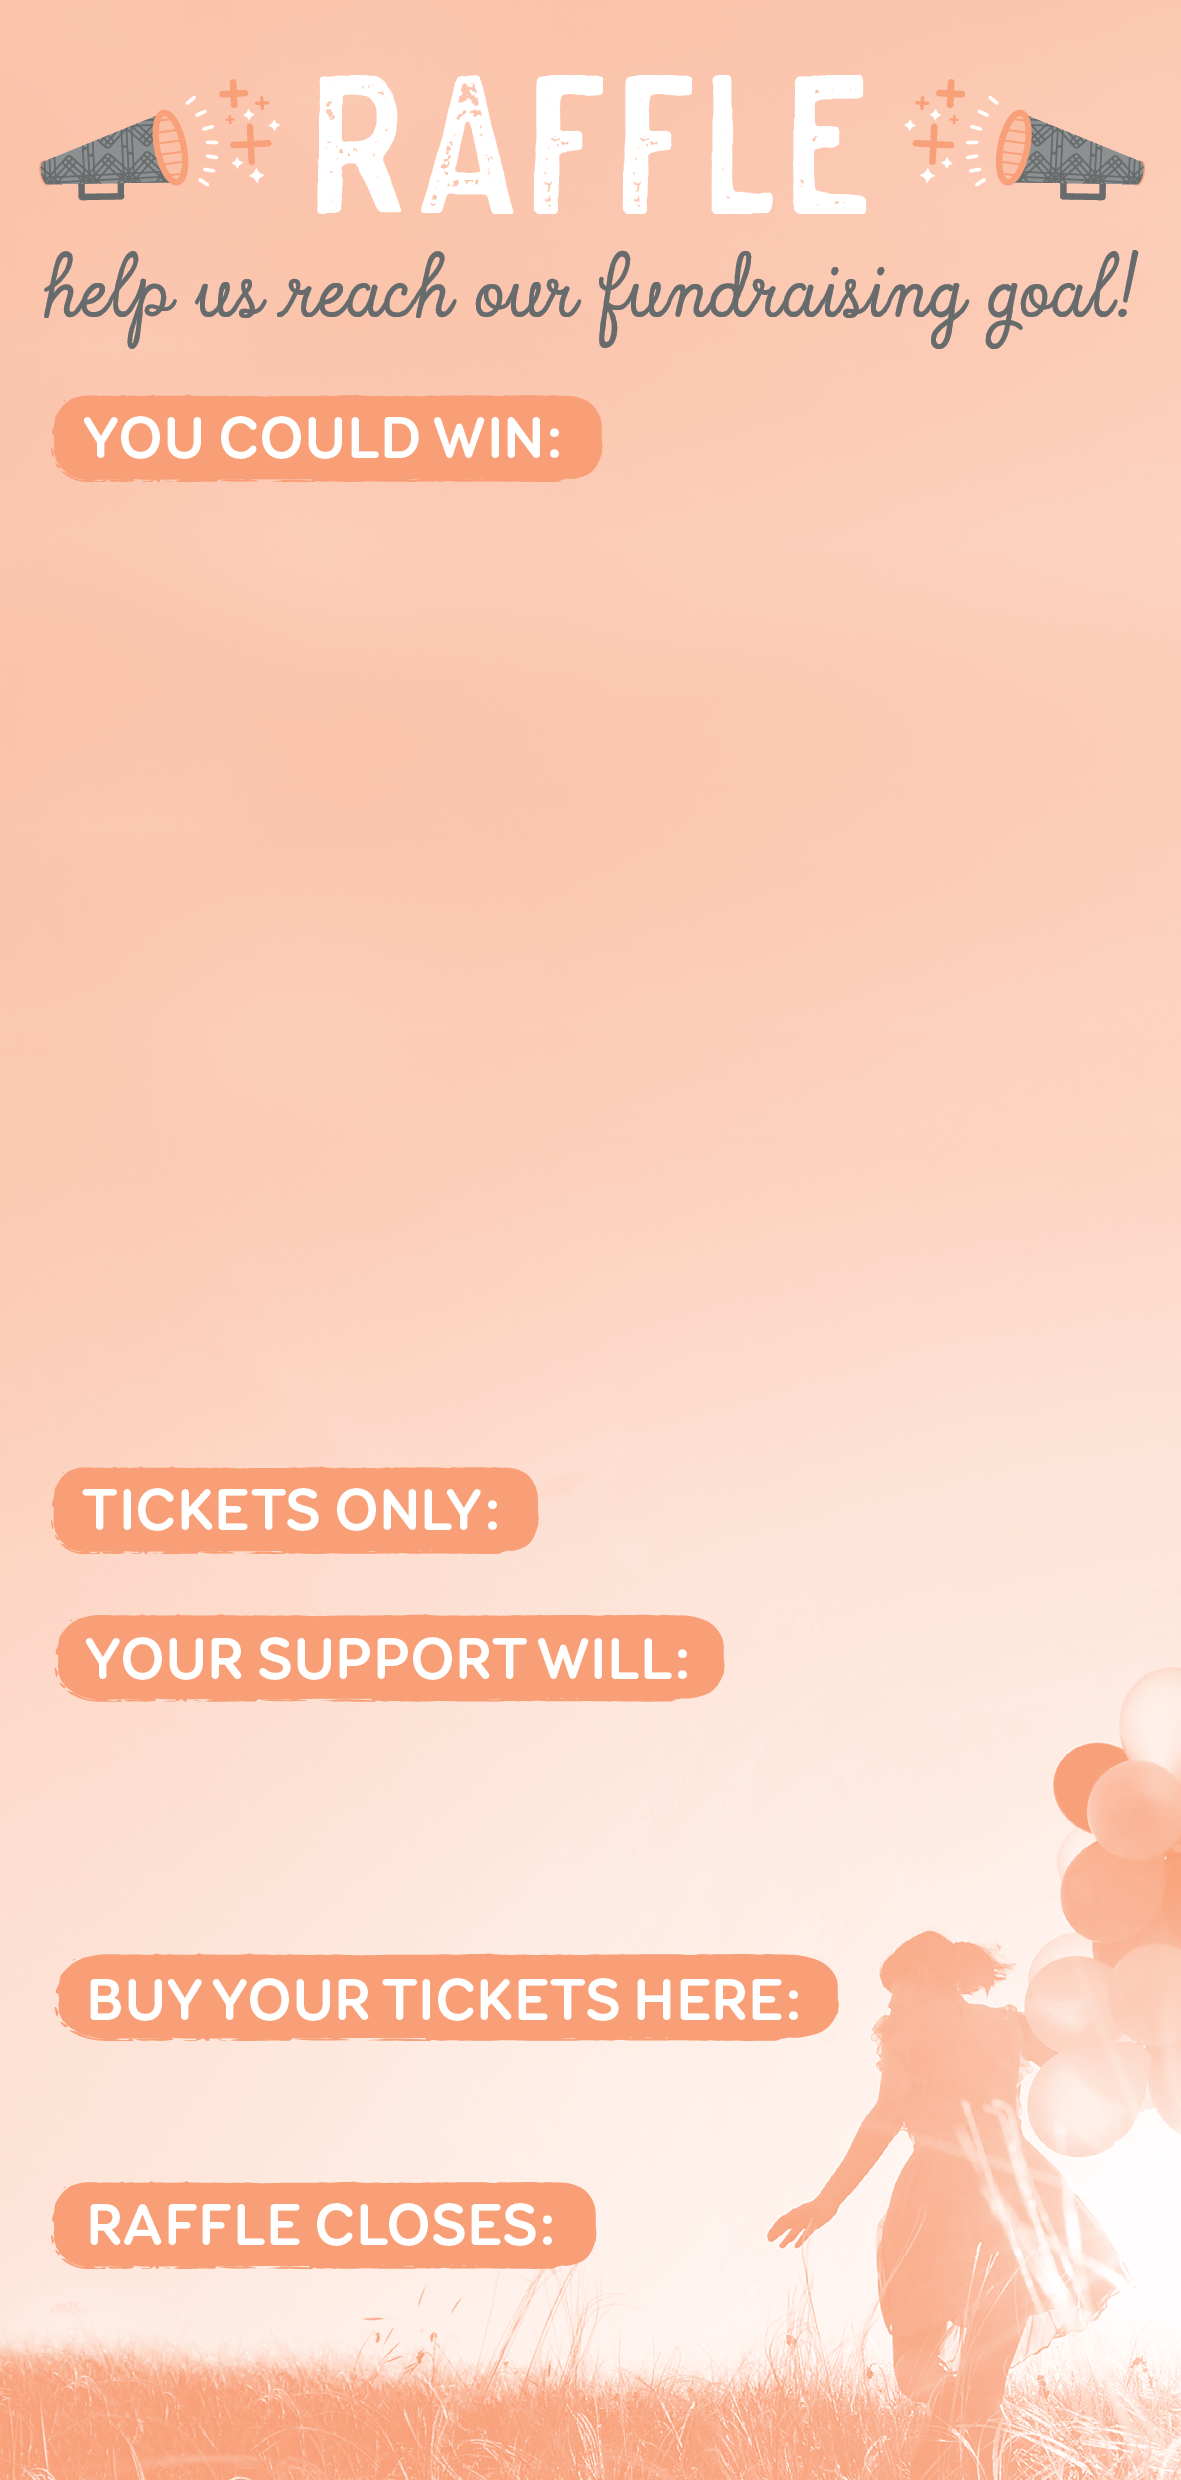 RAFFLE
help us reach our fundraising goal!
YOU COULD WIN:
TICKETS ONLY:
YOUR SUPPORT WILL:
BUY YOUR TICKETS HERE:
RAFFLE CLOSES: